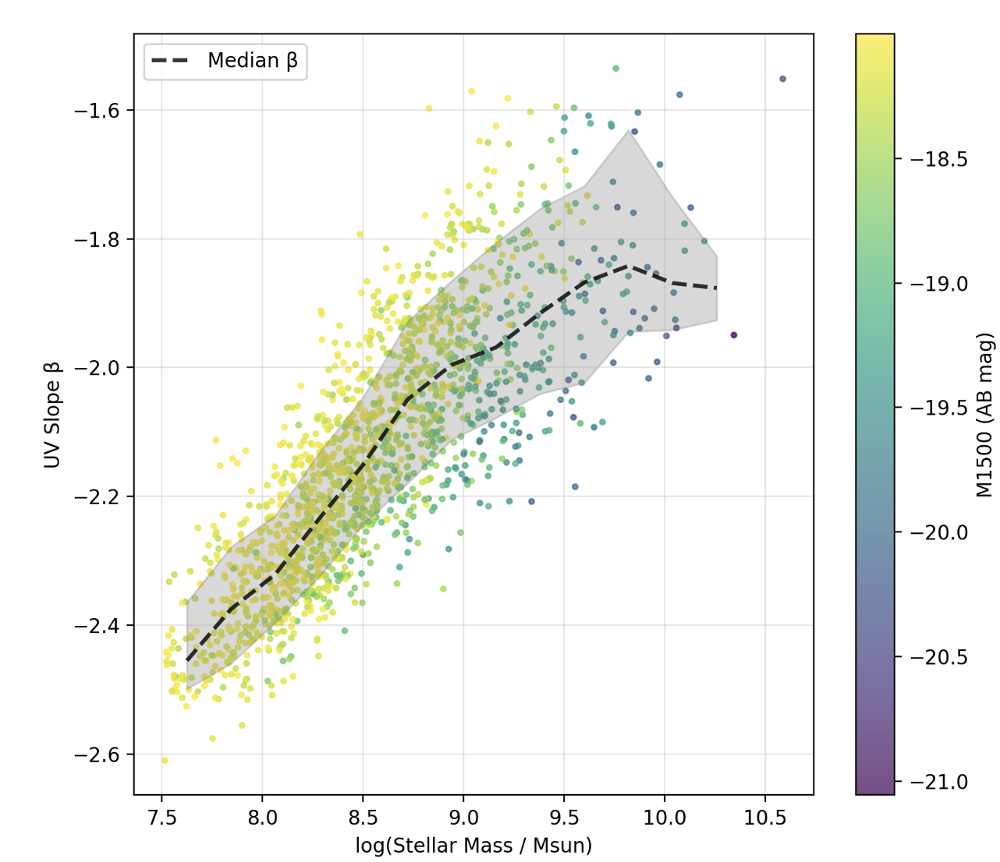 Median β
−1.6
−1.8
−2.0
−2.2
−2.4
−2.6
UV Slope β
7.5 8.0 8.5 9.0 9.5 10.0 10.5
log(Stellar Mass / Msun)
−18.5
−19.0
−19.5
−20.0
−20.5
−21.0
M1500 (AB mag)